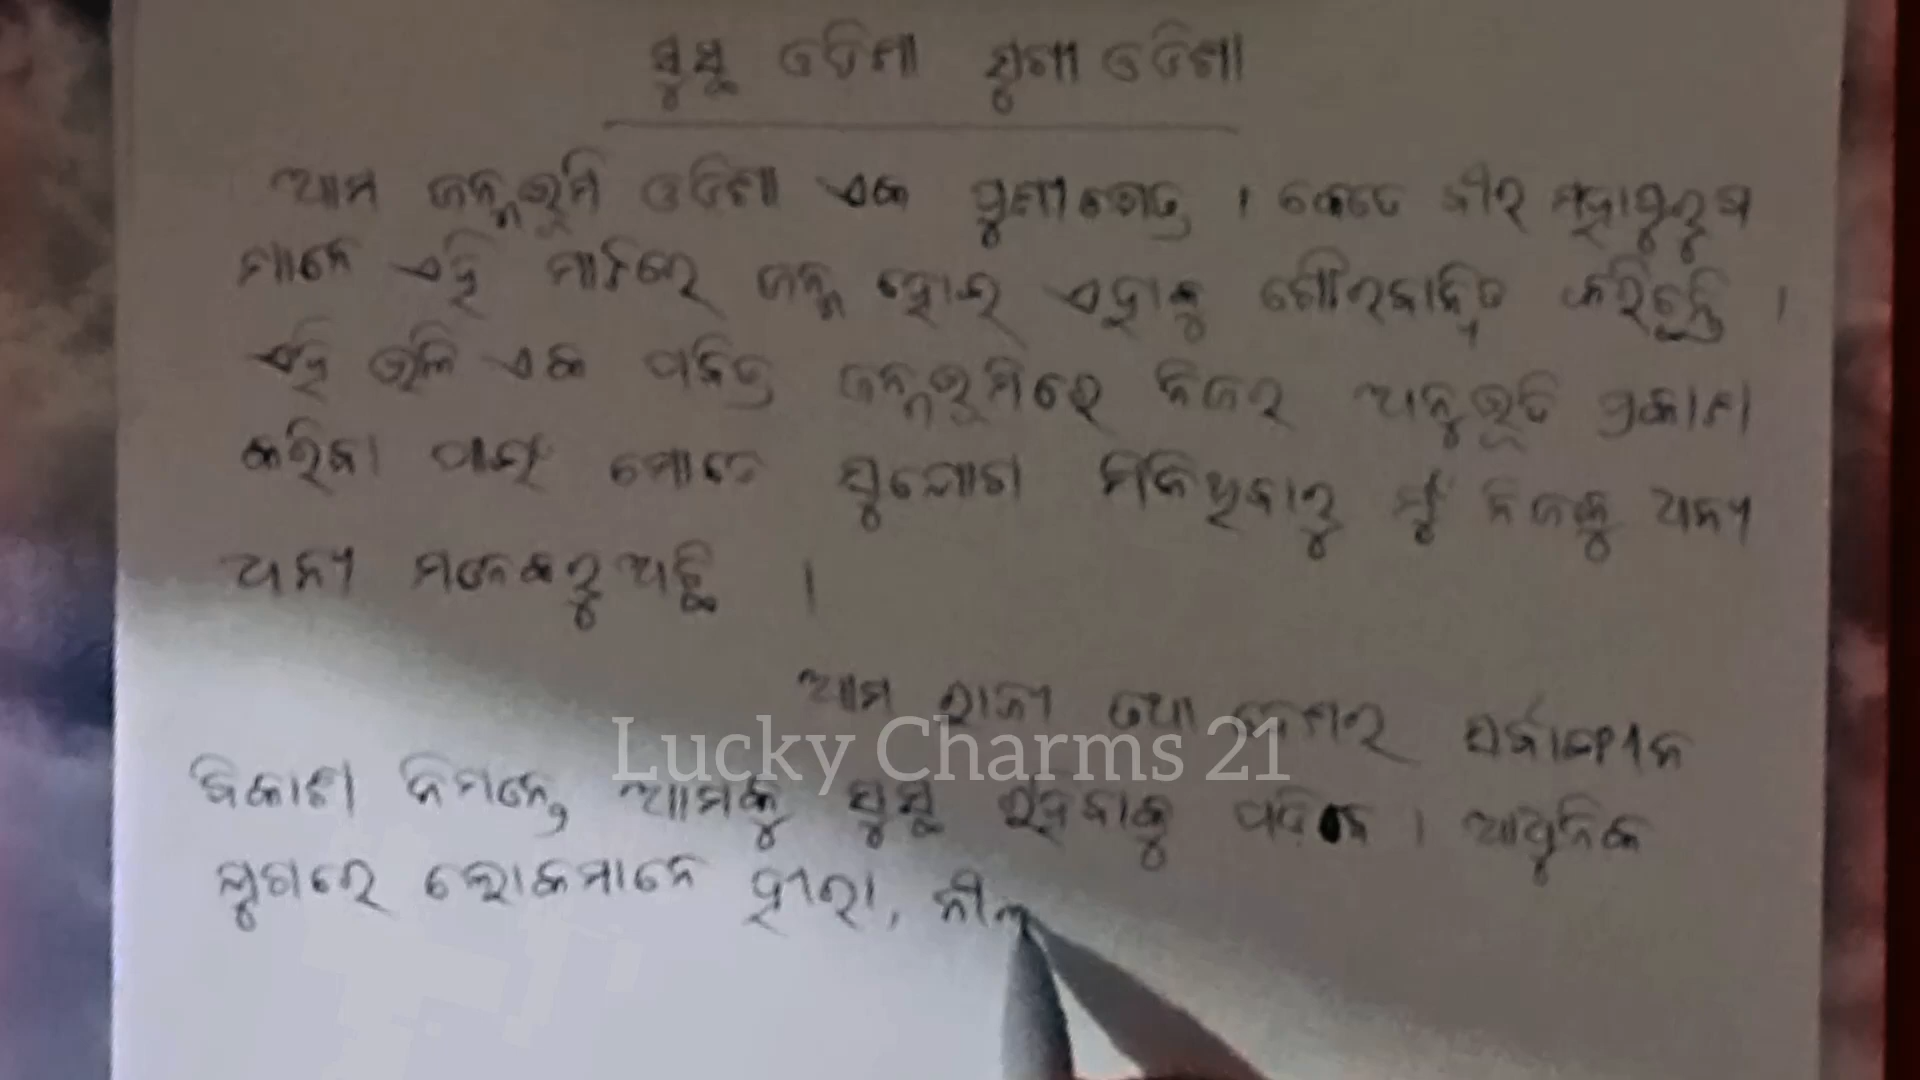 ସୁସ୍ଥ ଓଡିଶା ସୁଖୀ ଓଡିଶା
ଆମ ଜନ୍ମଭୂମି ଓଡିଶା ଏକ ପୁଣ୍ୟକ୍ଷେତ୍ର । କେତେ ବୀର ମହାପୁରୁଷ
ମାନେ ଏହି ମାଟିରେ ଜନ୍ମ ହୋଇ ଏହାକୁ ଗୌରବାନ୍ୱିତ କରିଛନ୍ତି ।
ଏହି ଭଳି ଏକ ପବିତ୍ର ଜନ୍ମଭୂମିରେ ନିଜର ଅନୁଭୂତି ପ୍ରକାଶ
କରିବା ପାଇଁ ମୋତେ ସୁଯୋଗ ମିଳିଥିବାରୁ ମୁଁ ନିଜକୁ ଧନ୍ୟ
ଧନ୍ୟ ମନେକରୁଅଛି ।
ଆମ ରାଜ୍ୟ ତଥା ଦେଶର ସର୍ବାଙ୍ଗୀନ
Lucky Charms 21
ବିକାଶ ନିମନ୍ତେ ଆମକୁ ସୁସ୍ଥ ରହିବାକୁ ପଡିବ । ଆଧୁନିକ
ଯୁଗରେ ଲୋକମାନେ ହୀରା, ନୀଳ